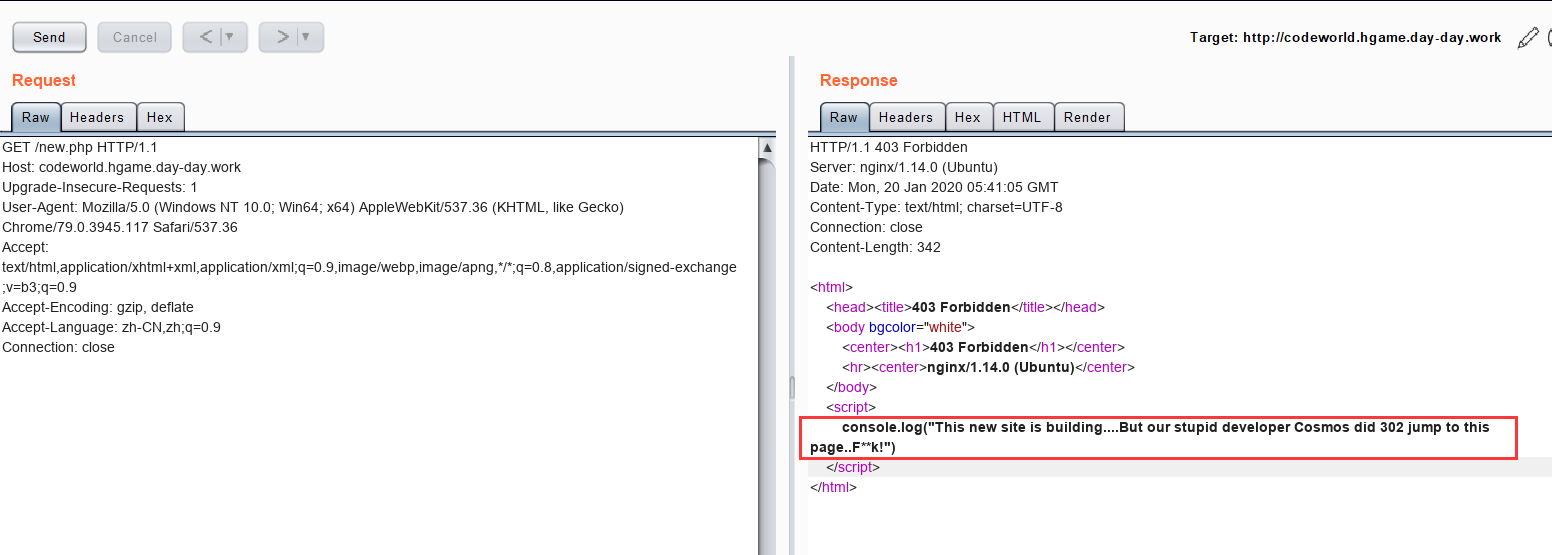 Send Cancel < > Target: http://codeworld.hgame.day-day.work
Request
Raw Headers Hex
GET /new.php HTTP/1.1
Host: codeworld.hgame.day-day.work
Upgrade-Insecure-Requests: 1
User-Agent: Mozilla/5.0 (Windows NT 10.0; Win64; x64) AppleWebKit/537.36 (KHTML, like Gecko)
Chrome/79.0.3945.117 Safari/537.36
Accept:
text/html,application/xhtml+xml,application/xml;q=0.9,image/webp,image/apng,*/*;q=0.8,application/signed-exchange
;v=b3;q=0.9
Accept-Encoding: gzip, deflate
Accept-Language: zh-CN,zh;q=0.9
Connection: close
Response
Raw Headers Hex HTML Render
HTTP/1.1 403 Forbidden
Server: nginx/1.14.0 (Ubuntu)
Date: Mon, 20 Jan 2020 05:41:05 GMT
Content-Type: text/html; charset=UTF-8
Connection: close
Content-Length: 342
<html>
<head><title>403 Forbidden</title></head>
<body bgcolor="white">
<center><h1>403 Forbidden</h1></center>
<hr><center>nginx/1.14.0 (Ubuntu)</center>
</body>
<script>
console.log("This new site is building....But our stupid developer Cosmos did 302 jump to this
page..F**k!")
</script>
</html>